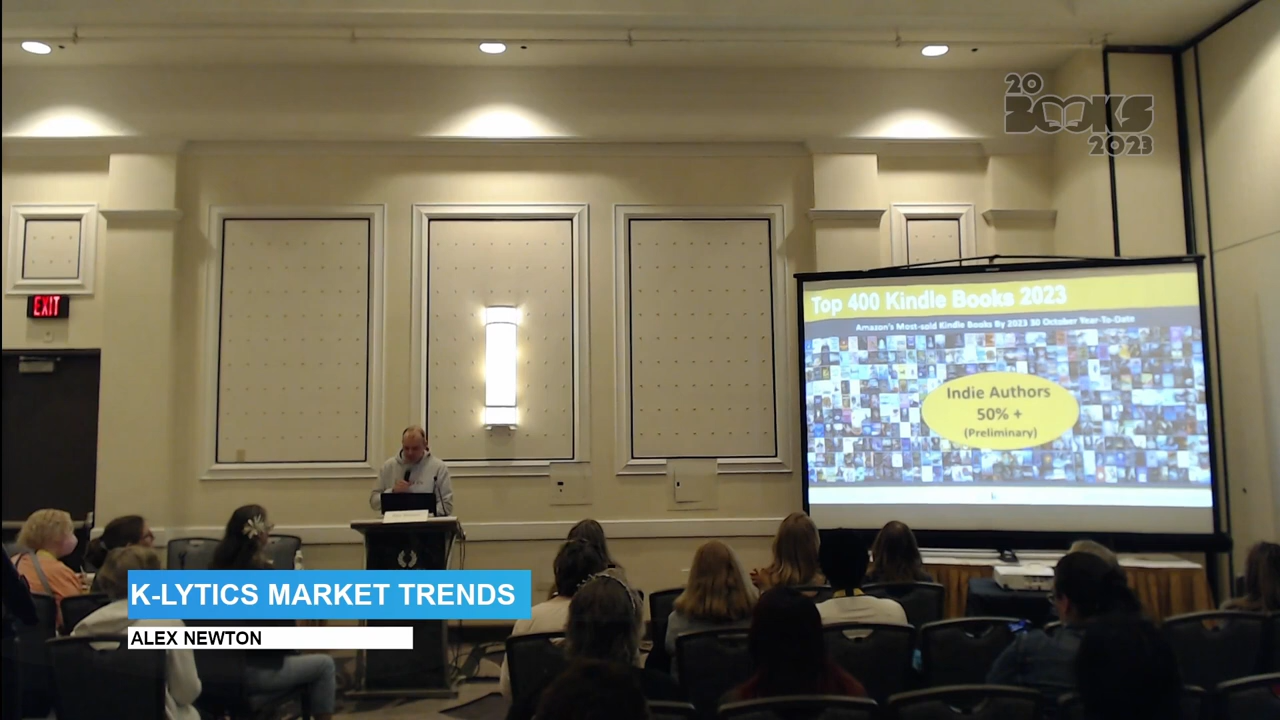 20
BOOKS
2023
EXIT
Top 400 Kindle Books 2023
Amazon's Most-sold Kindle Books By 2023 30 October Year-To-Date
Indie Authors
50% +
(Preliminary)
K-LYTICS MARKET TRENDS
ALEX NEWTON